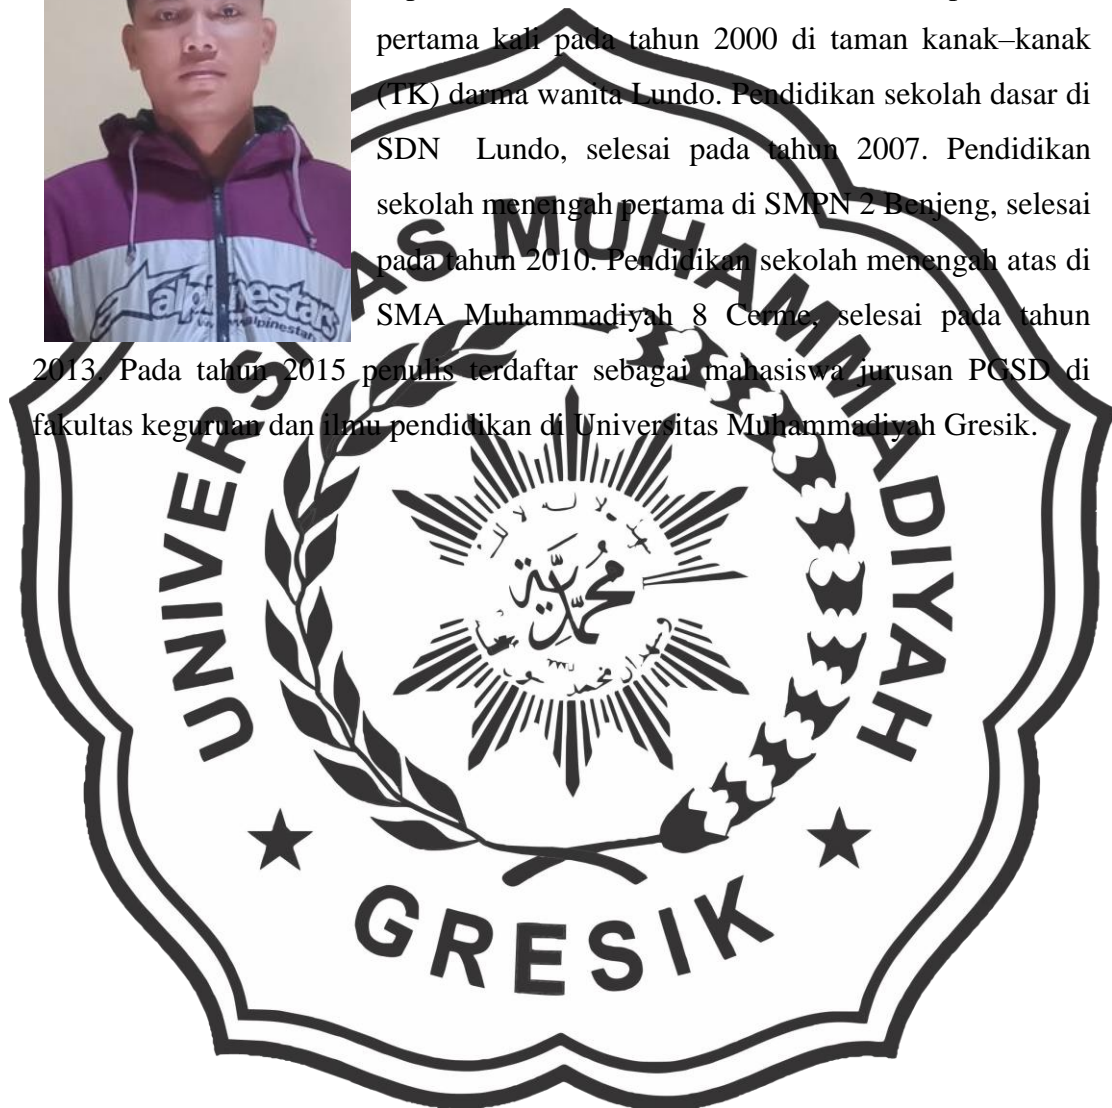 pertama kali pada tahun 2000 di taman kanak–kanak
(TK) darma wanita Lundo. Pendidikan sekolah dasar di
SDN Lundo, selesai pada tahun 2007. Pendidikan
sekolah menengah pertama di SMPN 2 Benjeng, selesai
pada tahun 2010. Pendidikan sekolah menengah atas di
SMA Muhammadiyah 8 Cerme, selesai pada tahun
2013. Pada tahun 2015 penulis terdaftar sebagai mahasiswa jurusan PGSD di
fakultas keguruan dan ilmu pendidikan di Universitas Muhammadiyah Gresik.
alpinestars
UNIVERSITAS MUHAMMADIYAH
محمدية
GRESIK